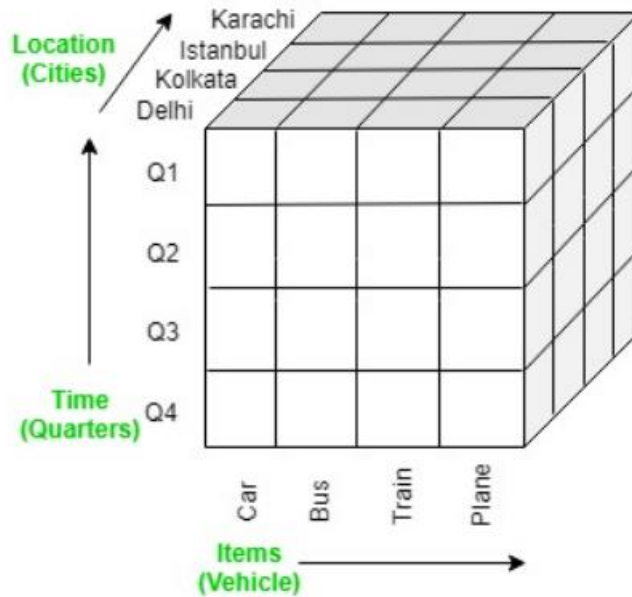 Location
(Cities)
Karachi
Istanbul
Kolkata
Delhi
Q1
Q2
Q3
Q4
Time
(Quarters)
Car
Bus
Train
Plane
Items
(Vehicle)